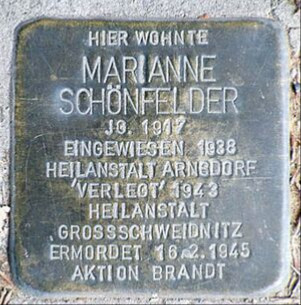 HIER WOHNTE
MARIANNE
SCHÖNFELDER
JG. 1917
EINGEWIESEN 1938
HEILANSTALT ARNSDORF
'VERLEGT' 1943
HEILANSTALT
GROSSSCHWEIDNITZ
ERMORDET 16.2.1945
AKTION BRANDT